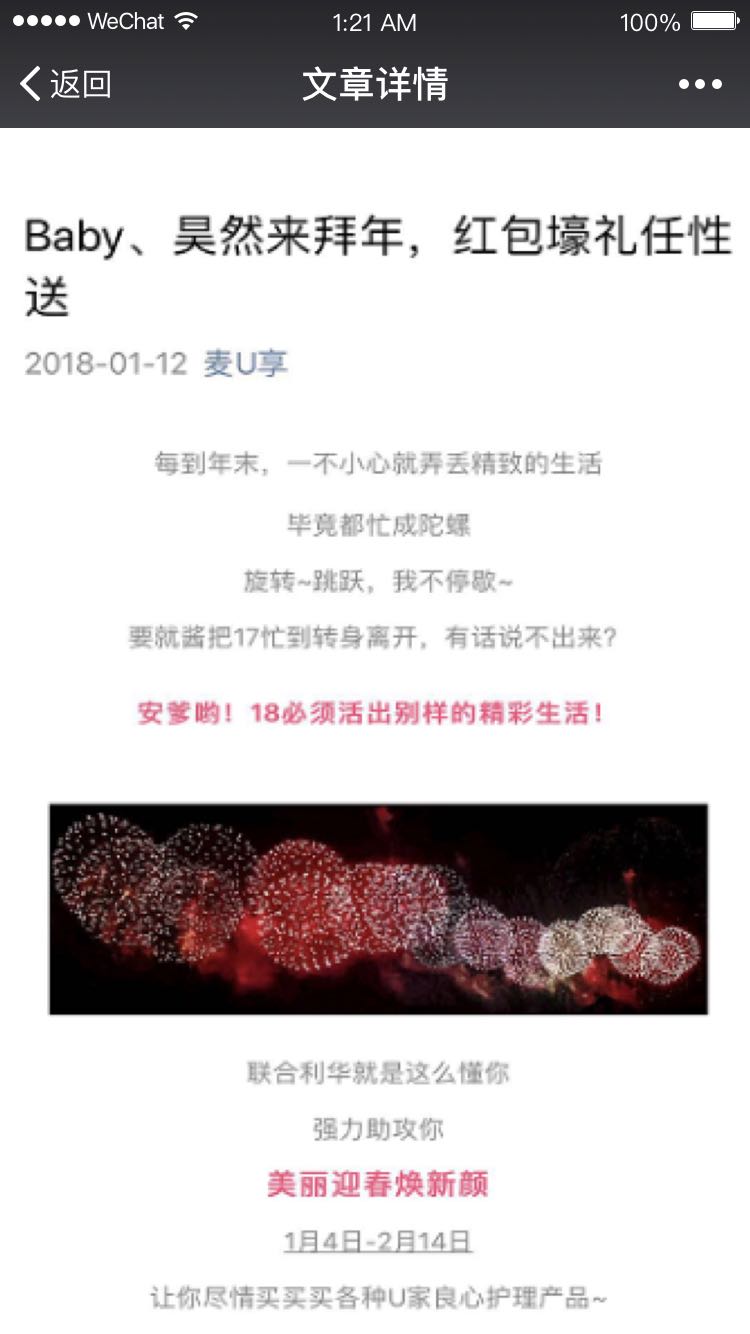 WeChat 1:21 AM 100%
返回 文章详情
Baby、昊然来拜年，红包壕礼任性
送
2018-01-12 麦U享
每到年末，一不小心就弄丢精致的生活
毕竟都忙成陀螺
旋转~跳跃，我不停歇~
要就酱把17忙到转身离开，有话说不出来？
安爹哟！18必须活出别样的精彩生活！
联合利华就是这么懂你
强力助攻你
美丽迎春焕新颜
1月4日-2月14日
让你尽情买买买各种U家良心护理产品~